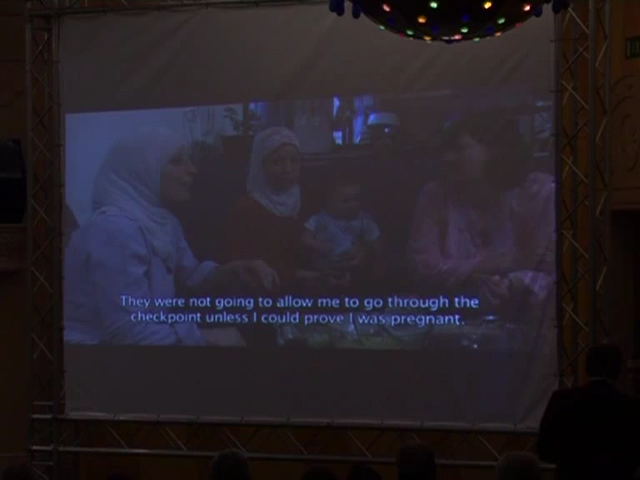 They were not going to allow me to go through the
checkpoint unless I could prove I was pregnant.